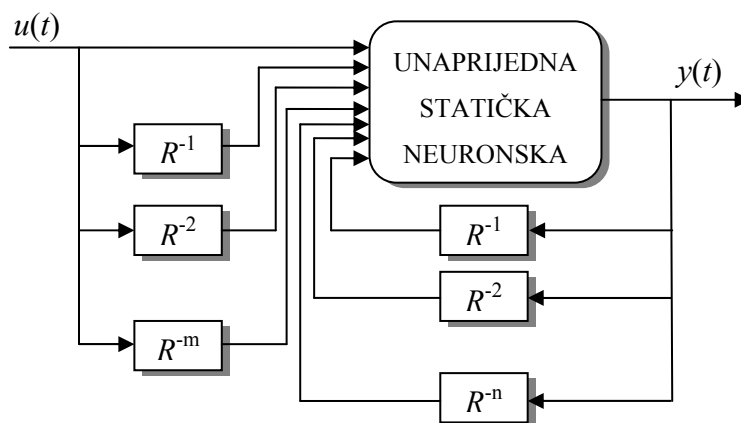 u(t)
UNAPRIJEDNA
STATIČKA
NEURONSKA
y(t)
R⁻¹
R⁻²
R⁻ᵐ
R⁻¹
R⁻²
R⁻ⁿ